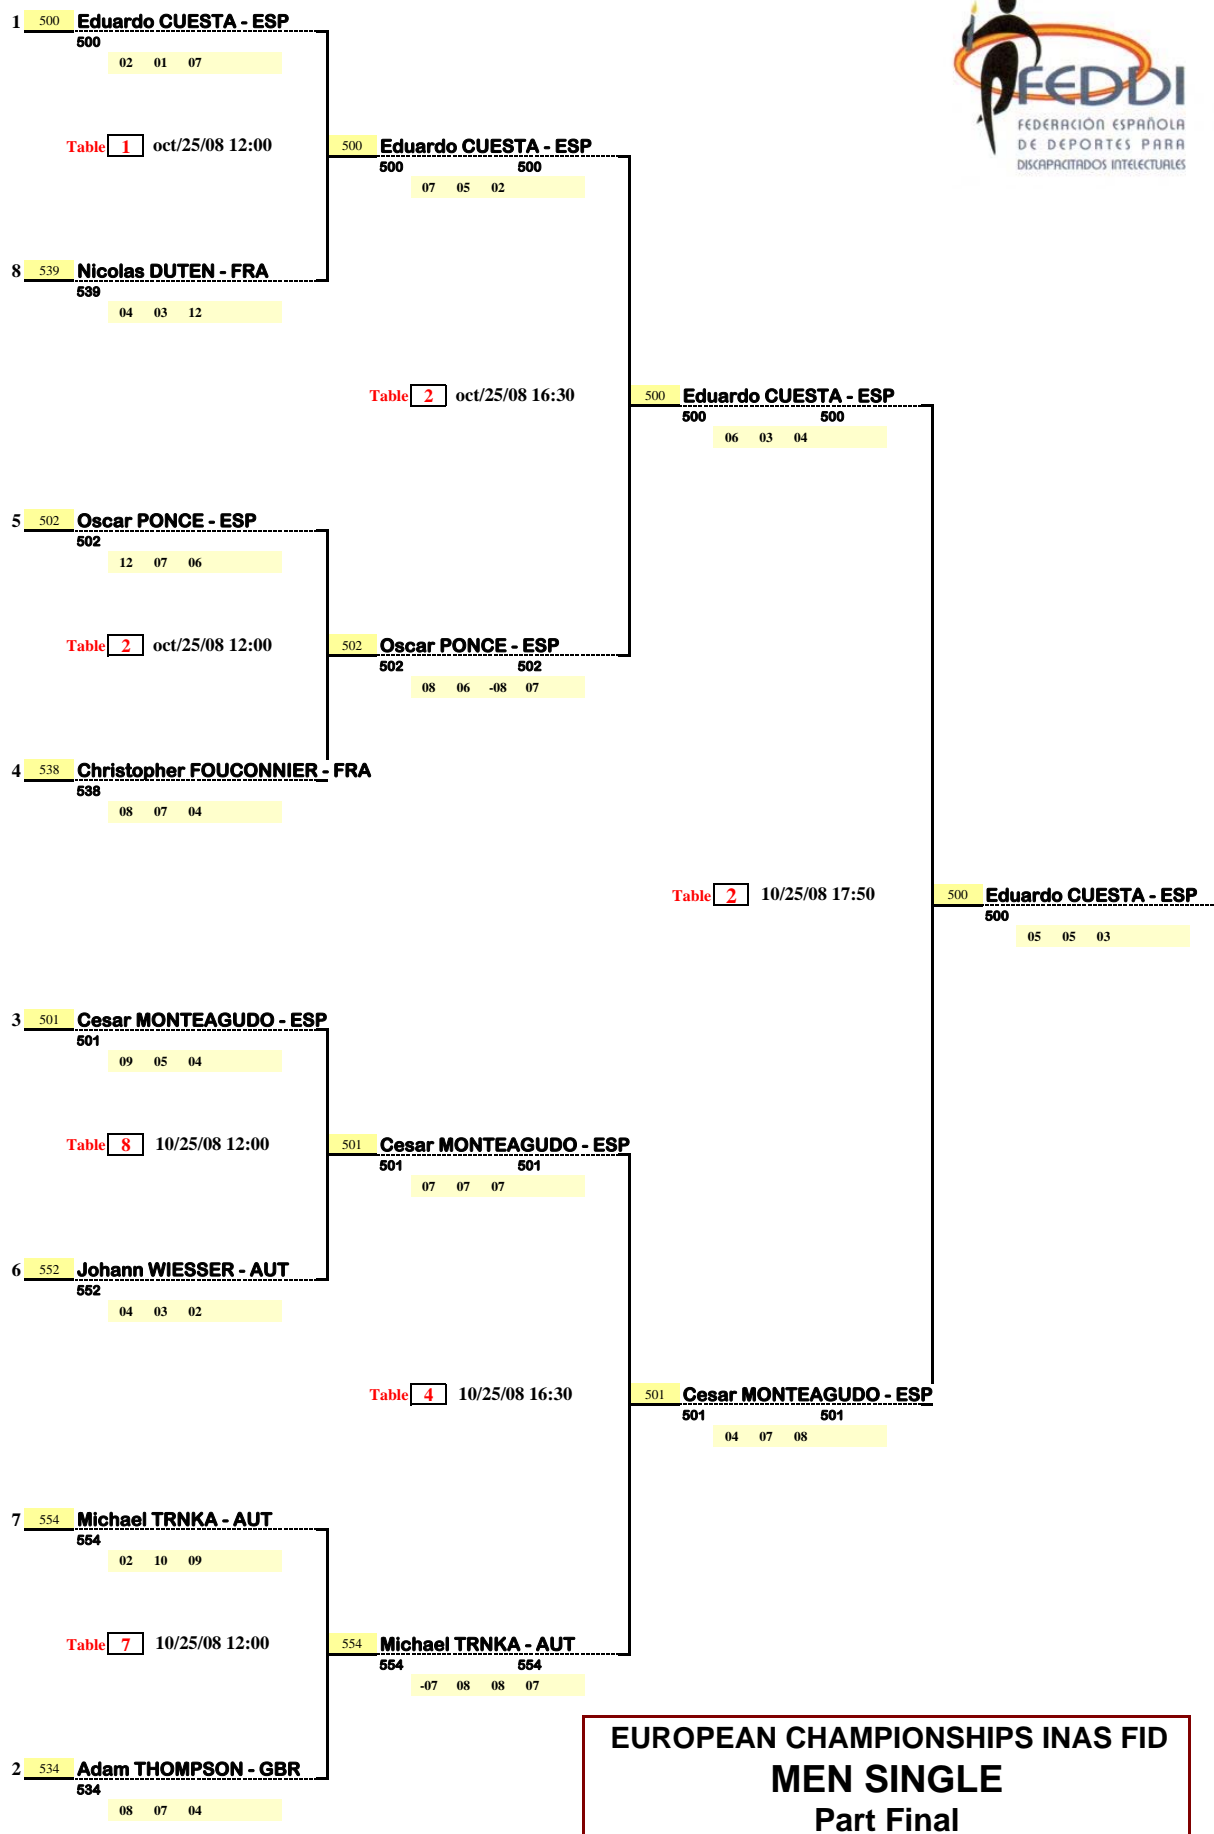 1 500 Eduardo CUESTA - ESP
500
02 01 07
FEDDI
FEDERACIÓN ESPAÑOLA
DE DEPORTES PARA
DISCAPACITADOS INTELECTUALES
Table 1 oct/25/08 12:00
500 Eduardo CUESTA - ESP
500 500
07 05 02
8 539 Nicolas DUTEN - FRA
539
04 03 12
Table 2 oct/25/08 16:30
500 Eduardo CUESTA - ESP
500 500
06 03 04
5 502 Oscar PONCE - ESP
502
12 07 06
Table 2 oct/25/08 12:00
502 Oscar PONCE - ESP
502 502
08 06 -08 07
4 538 Christopher FOUCONNIER - FRA
538
08 07 04
Table 2 10/25/08 17:50
500 Eduardo CUESTA - ESP
500
05 05 03
3 501 Cesar MONTEAGUDO - ESP
501
09 05 04
Table 8 10/25/08 12:00
501 Cesar MONTEAGUDO - ESP
501 501
07 07 07
6 552 Johann WIESSER - AUT
552
04 03 02
Table 4 10/25/08 16:30
501 Cesar MONTEAGUDO - ESP
501 501
04 07 08
7 554 Michael TRNKA - AUT
554
02 10 09
Table 7 10/25/08 12:00
554 Michael TRNKA - AUT
554 554
-07 08 08 07
2 534 Adam THOMPSON - GBR
534
08 07 04
EUROPEAN CHAMPIONSHIPS INAS FID
MEN SINGLE
Part Final